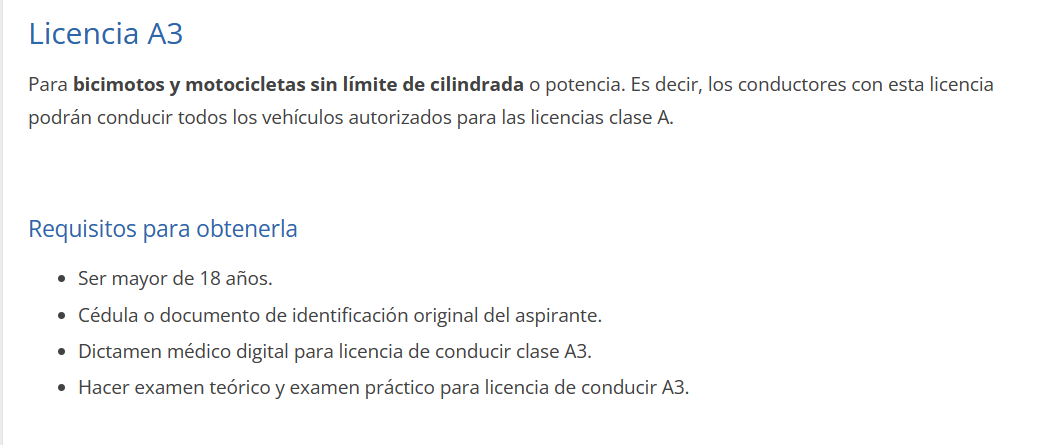 Licencia A3
Para bicimotos y motocicletas sin límite de cilindrada o potencia. Es decir, los conductores con esta licencia
podrán conducir todos los vehículos autorizados para las licencias clase A.
Requisitos para obtenerla
• Ser mayor de 18 años.
• Cédula o documento de identificación original del aspirante.
• Dictamen médico digital para licencia de conducir clase A3.
• Hacer examen teórico y examen práctico para licencia de conducir A3.